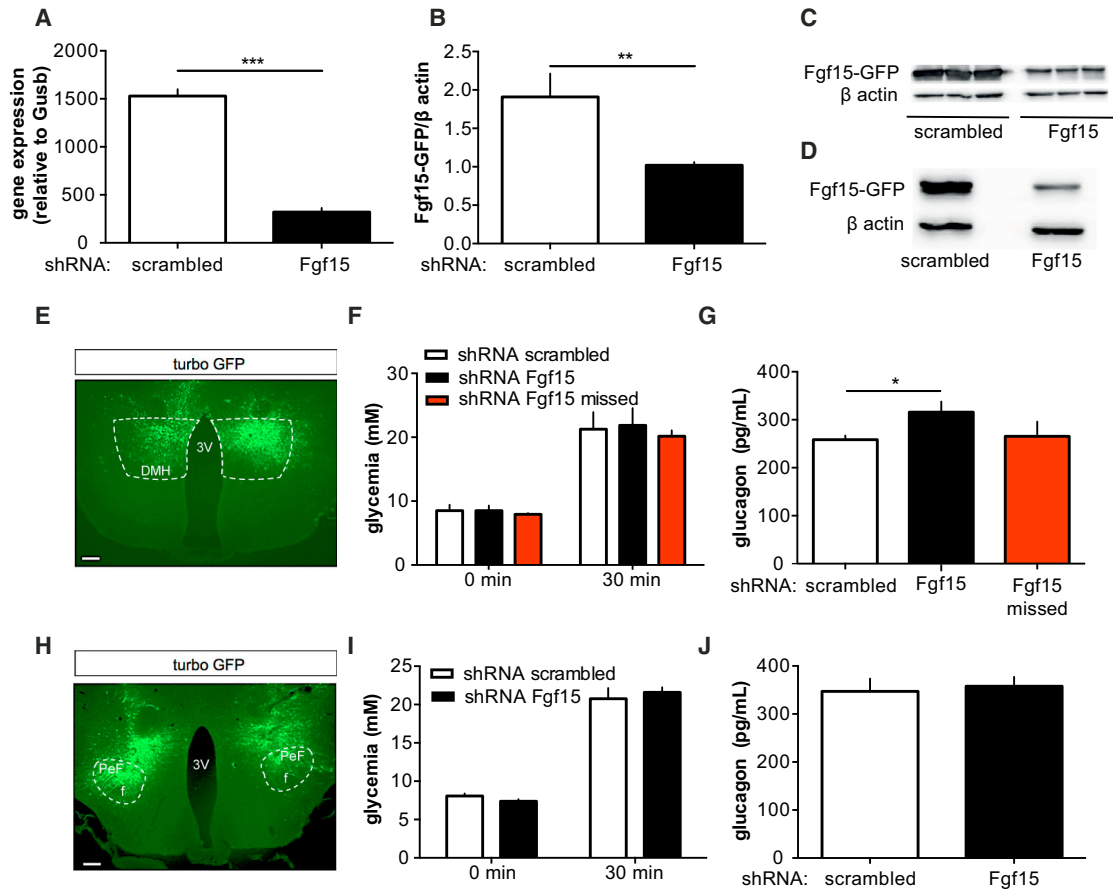 A
gene expression
(relative to Gusb)
2000
1500
1000
500
0
***
shRNA: scrambled Fgf15
B
Fgf15-GFP/β actin
2.5
2.0
1.5
1.0
0.5
0.0
**
shRNA: scrambled Fgf15
C
Fgf15-GFP
β actin
scrambled Fgf15
D
Fgf15-GFP
β actin
scrambled Fgf15
E
turbo GFP
3V
DMH
F
shRNA scrambled
shRNA Fgf15
shRNA Fgf15 missed
glycemia (mM)
30
20
10
0
0 min 30 min
G
glucagon (pg/mL)
400
300
200
100
0
*
shRNA: scrambled Fgf15 Fgf15
missed
H
turbo GFP
PeF 3V PeF
f f
I
shRNA scrambled
shRNA Fgf15
glycemia (mM)
25
20
15
10
5
0
0 min 30 min
J
glucagon (pg/mL)
400
300
200
100
0
shRNA: scrambled Fgf15